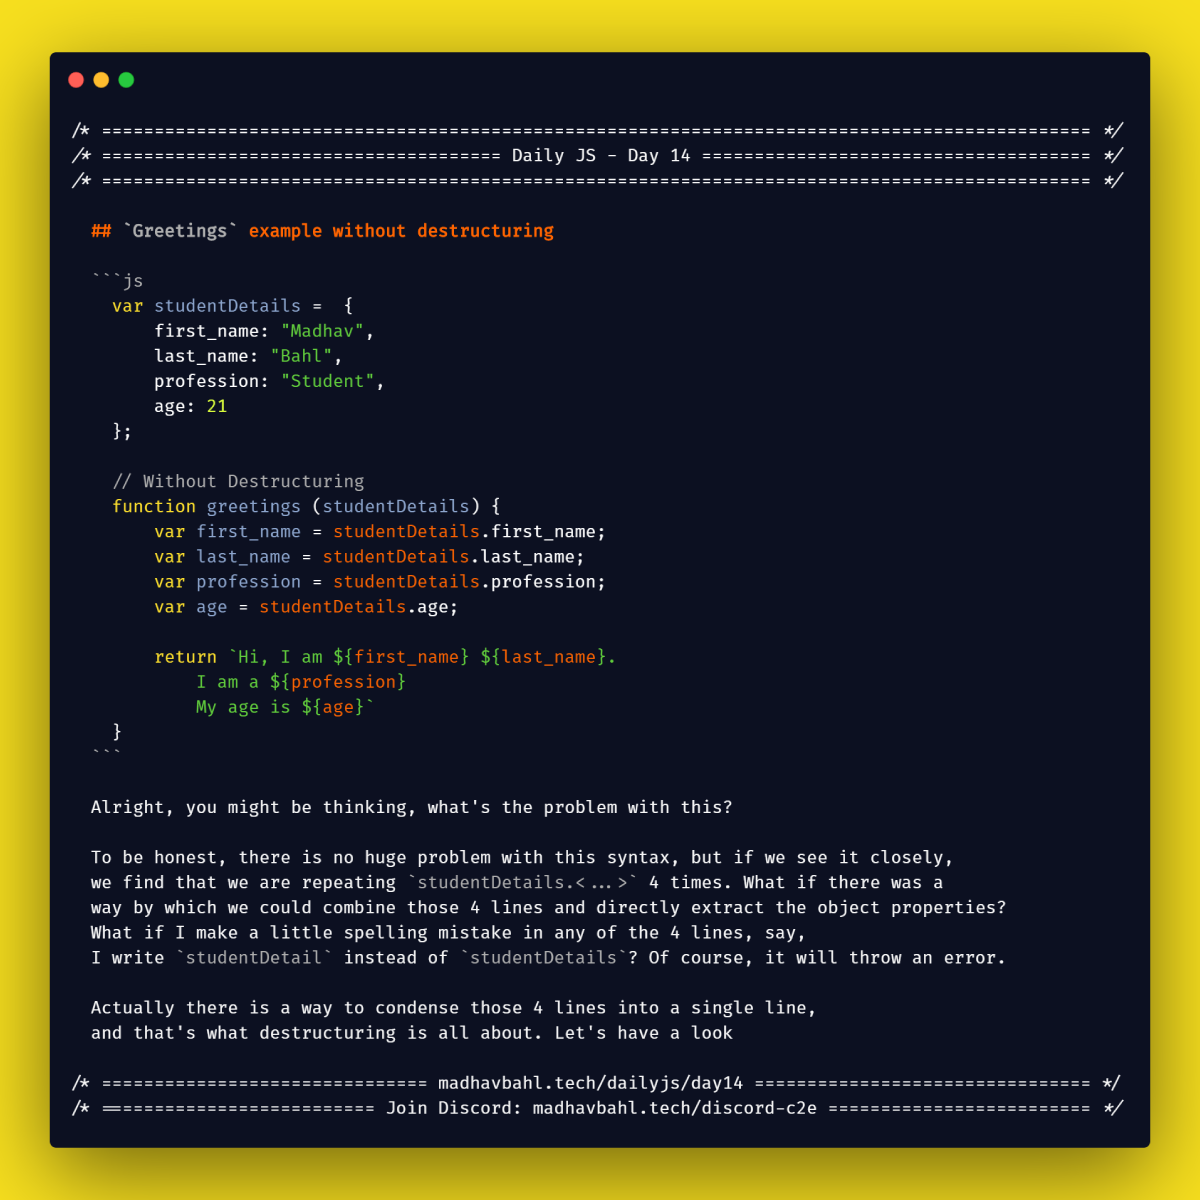 /* ============================================================================================== */
/* ====================================== Daily JS - Day 14 ===================================== */
/* ============================================================================================== */
## `Greetings` example without destructuring
```js
var studentDetails =  {
first_name: "Madhav",
last_name: "Bahl",
profession: "Student",
age: 21
};
// Without Destructuring
function greetings (studentDetails) {
var first_name = studentDetails.first_name;
var last_name = studentDetails.last_name;
var profession = studentDetails.profession;
var age = studentDetails.age;
return `Hi, I am ${first_name} ${last_name}.
I am a ${profession}
My age is ${age}`
}
```
Alright, you might be thinking, what's the problem with this?
To be honest, there is no huge problem with this syntax, but if we see it closely,
we find that we are repeating `studentDetails.<...>` 4 times. What if there was a
way by which we could combine those 4 lines and directly extract the object properties?
What if I make a little spelling mistake in any of the 4 lines, say,
I write `studentDetail` instead of `studentDetails`? Of course, it will throw an error.
Actually there is a way to condense those 4 lines into a single line,
and that's what destructuring is all about. Let's have a look
/* =============================== madhavbahl.tech/dailyjs/day14 ================================ */
/* ========================== Join Discord: madhavbahl.tech/discord-c2e ========================= */